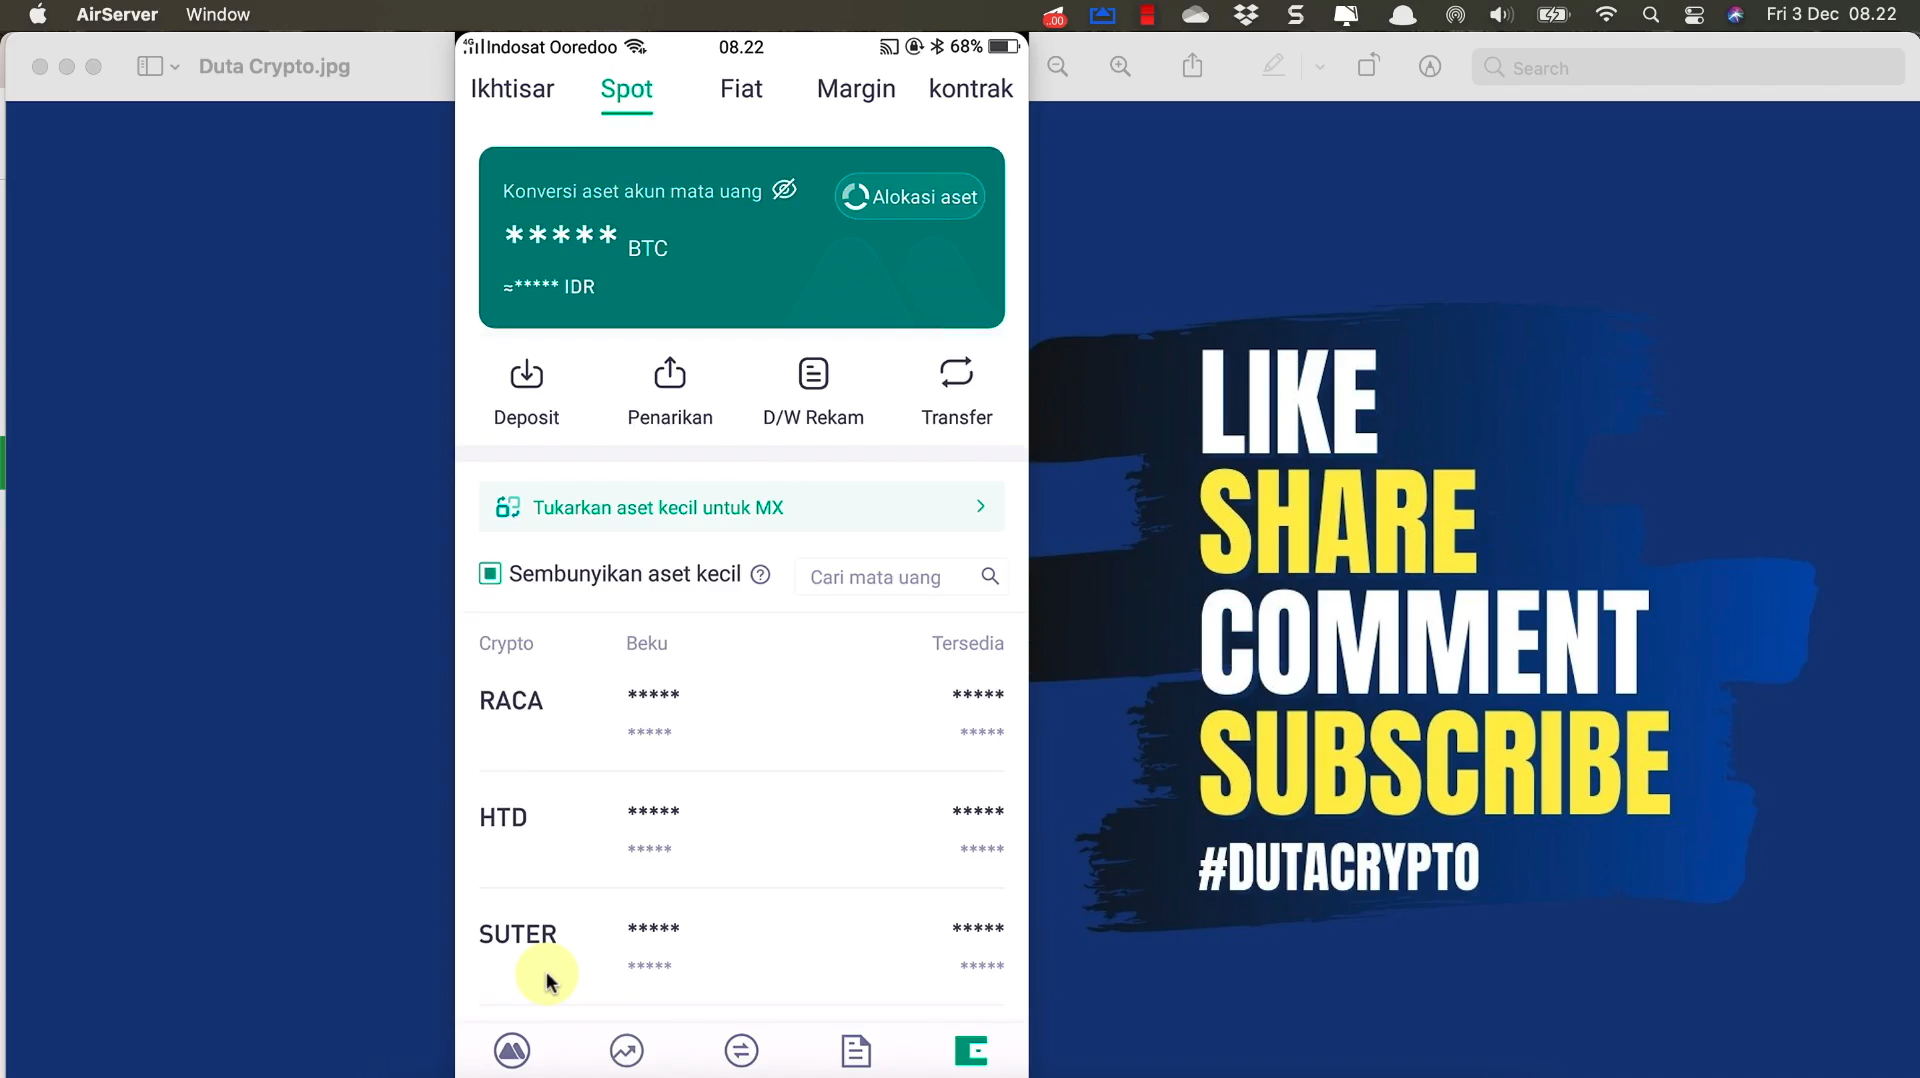 AirServer Window
.00
Fri 3 Dec 08.22
Duta Crypto.jpg
Search
4G Indosat Ooredoo 08.22 68%
Ikhtisar Spot Fiat Margin kontrak
Konversi aset akun mata uang
Alokasi aset
***** BTC
≈***** IDR
Deposit Penarikan D/W Rekam Transfer
Tukarkan aset kecil untuk MX
Sembunyikan aset kecil ?
Cari mata uang
Crypto Beku Tersedia
RACA ***** *****
***** *****
HTD ***** *****
***** *****
SUTER ***** *****
***** *****
LIKE
SHARE
COMMENT
SUBSCRIBE
#DUTACRYPTO